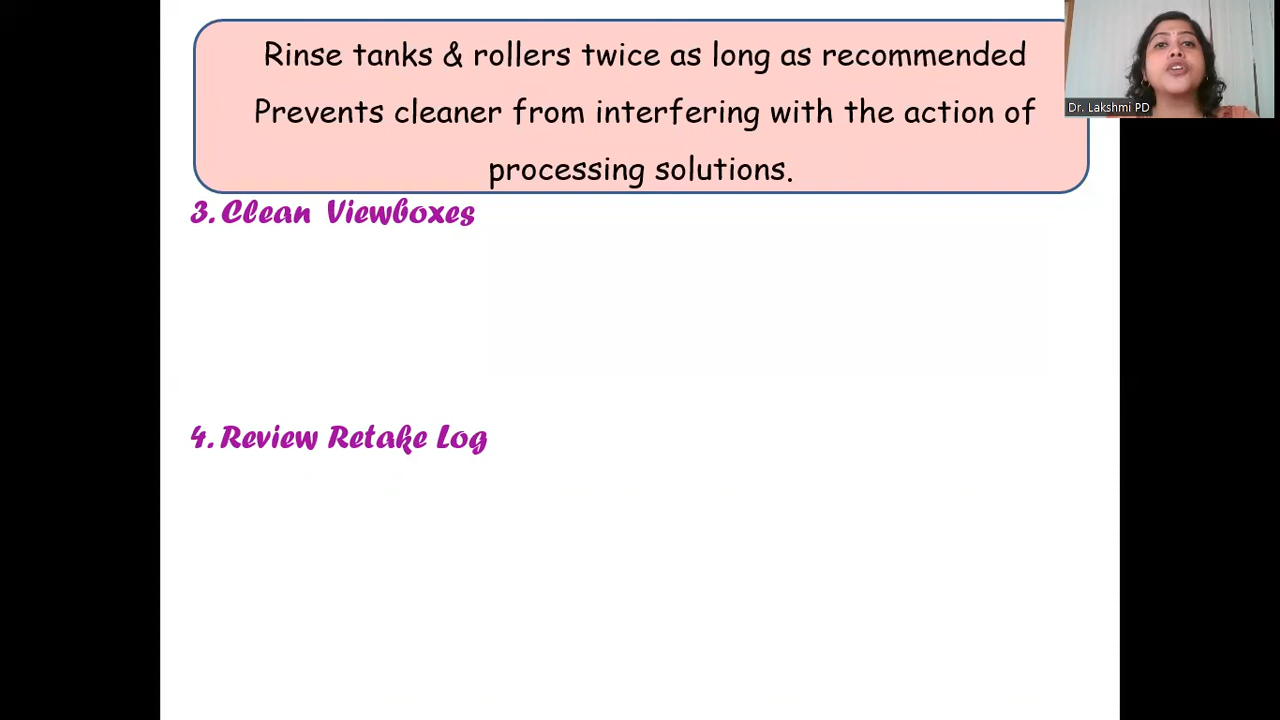 Rinse tanks & rollers twice as long as recommended
Prevents cleaner from interfering with the action of
processing solutions.
Dr. Lakshmi PD
3. Clean Viewboxes
4. Review Retake Log